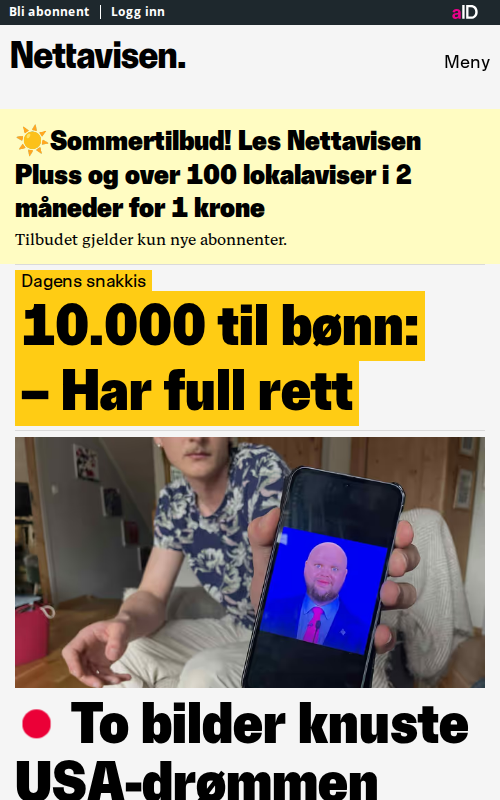 Bli abonnent
Logg inn
aID
Nettavisen.
Meny
☀️Sommertilbud! Les Nettavisen
Pluss og over 100 lokalaviser i 2
måneder for 1 krone
Tilbudet gjelder kun nye abonnenter.
Dagens snakkis
10.000 til bønn:
– Har full rett
To bilder knuste
USA-drømmen